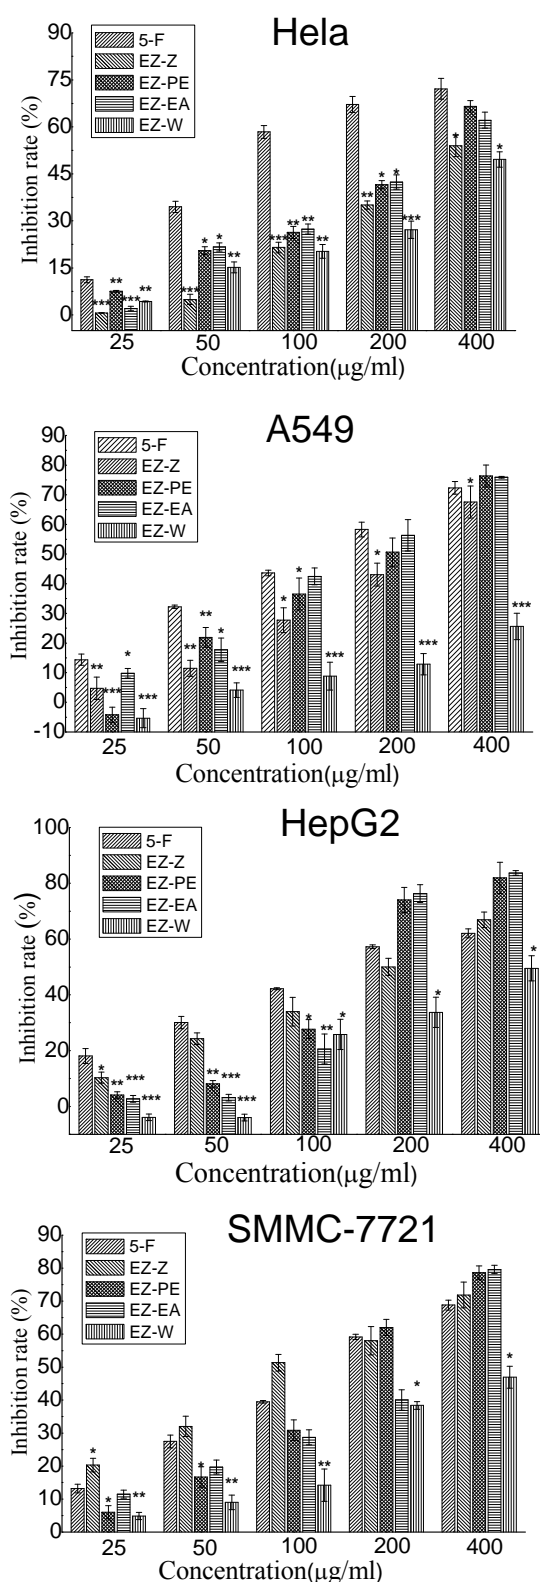 Hela
90
75
60
45
30
15
0
Inhibition rate (%)
5-F
EZ-Z
EZ-PE
EZ-EA
EZ-W
*** ** *** **
*** * * **
*** ** ** **
** * * ***
* *
25 50 100 200 400
Concentration(μg/ml)
A549
90
80
70
60
50
40
30
20
10
0
-10
Inhibition rate (%)
5-F
EZ-Z
EZ-PE
EZ-EA
EZ-W
** *** * ***
** ** * ***
* * ***
* ***
* ***
25 50 100 200 400
Concentration(μg/ml)
HepG2
100
80
60
40
20
0
Inhibition rate (%)
5-F
EZ-Z
EZ-PE
EZ-EA
EZ-W
* ** *** ***
** *** ***
* ** *
*
*
25 50 100 200 400
Concentration(μg/ml)
SMMC-7721
90
80
70
60
50
40
30
20
10
0
Inhibition rate (%)
5-F
EZ-Z
EZ-PE
EZ-EA
EZ-W
* * **
* **
**
*
*
25 50 100 200 400
Concentration(μg/ml)